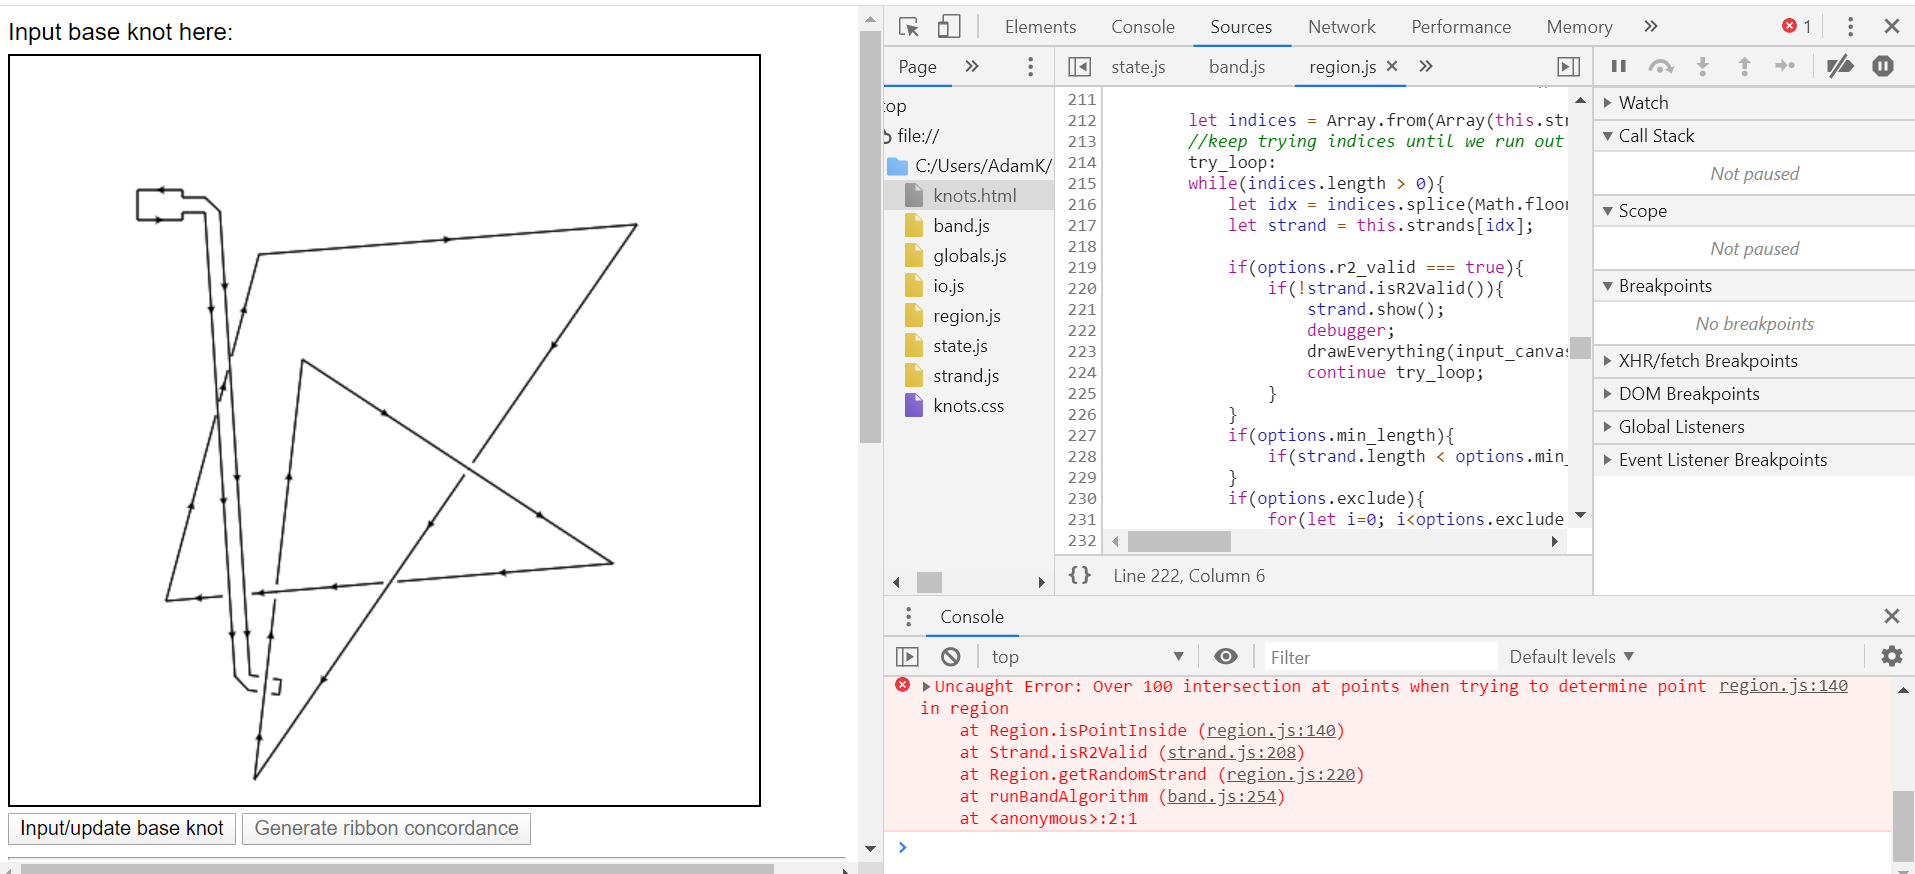 Input base knot here:
Input/update base knot Generate ribbon concordance
Elements Console Sources Network Performance Memory 1
Page
top
file://
C:/Users/AdamK/
knots.html
band.js
globals.js
io.js
region.js
state.js
strand.js
knots.css
state.js band.js region.js
211
212 let indices = Array.from(Array(this.str
213 //keep trying indices until we run out
214 try_loop:
215 while(indices.length > 0){
216 let idx = indices.splice(Math.floor
217 let strand = this.strands[idx];
218
219 if(options.r2_valid === true){
220 if(!strand.isR2Valid()){
221 strand.show();
222 debugger;
223 drawEverything(input_canvas
224 continue try_loop;
225 }
226 }
227 if(options.min_length){
228 if(strand.length < options.min_
229 }
230 if(options.exclude){
231 for(let i=0; i<options.exclude
232
{} Line 222, Column 6
Watch
Call Stack
Not paused
Scope
Not paused
Breakpoints
No breakpoints
XHR/fetch Breakpoints
DOM Breakpoints
Global Listeners
Event Listener Breakpoints
Console
top Filter Default levels
Uncaught Error: Over 100 intersection at points when trying to determine point region.js:140
in region
at Region.isPointInside (region.js:140)
at Strand.isR2Valid (strand.js:208)
at Region.getRandomStrand (region.js:220)
at runBandAlgorithm (band.js:254)
at <anonymous>:2:1